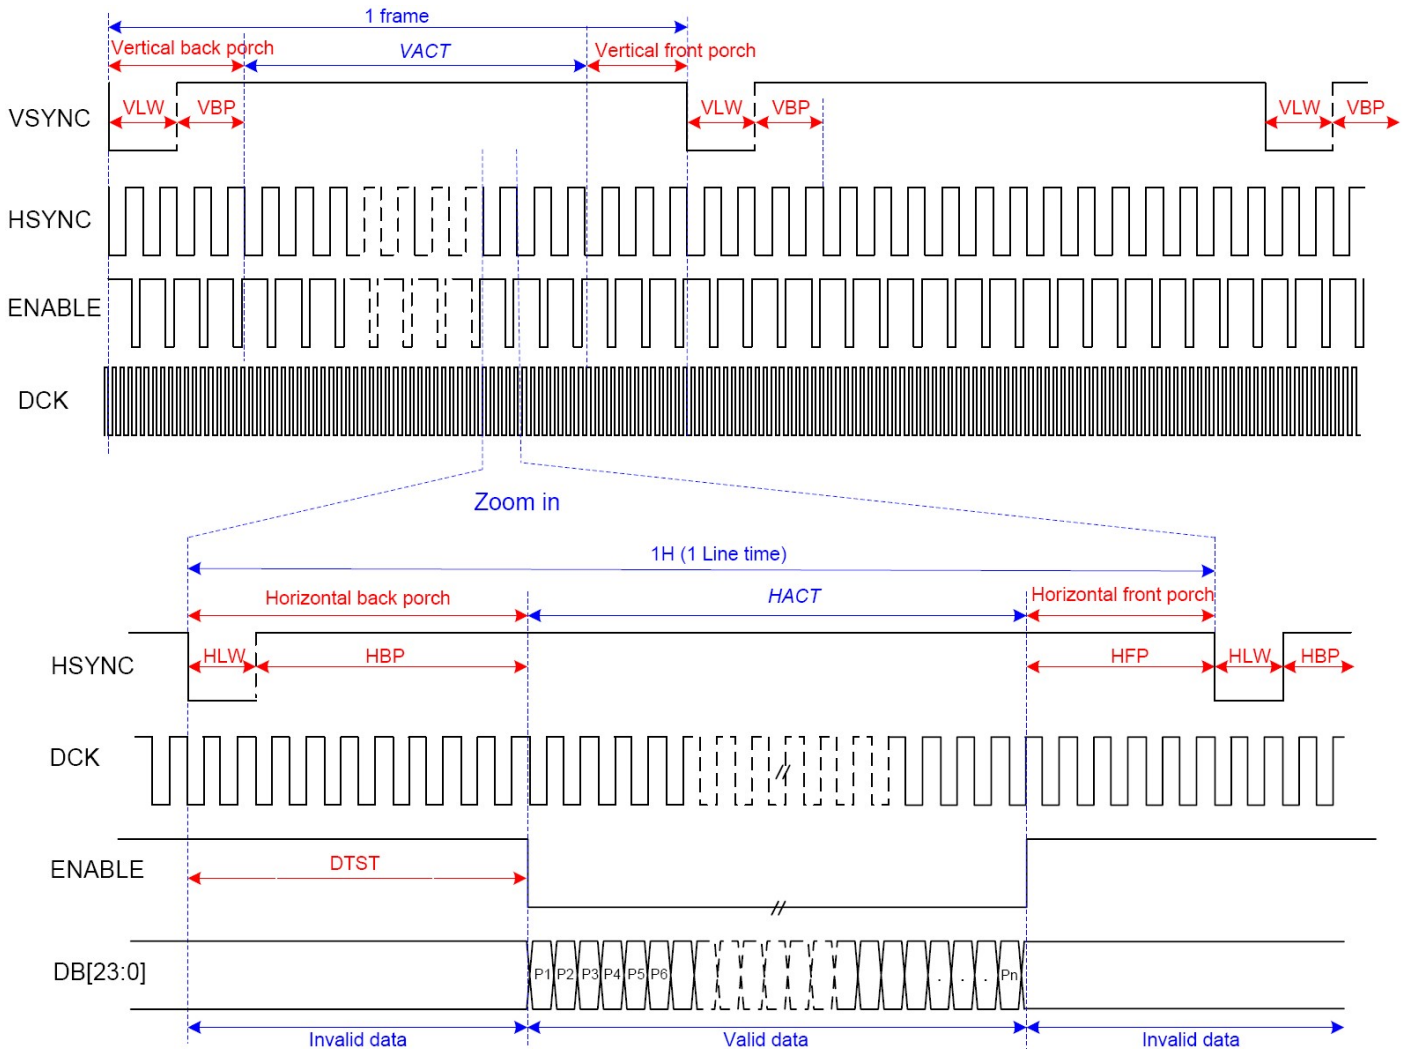 1 frame
Vertical back porch VACT Vertical front porch
VSYNC VLW VBP VLW VBP VLW VBP
HSYNC
ENABLE
DCK
Zoom in
1H (1 Line time)
Horizontal back porch HACT Horizontal front porch
HSYNC HLW HBP HFP HLW HBP
DCK //
ENABLE DTST //
DB[23:0] P1 P2 P3 P4 P5 P6 . . . Pn
Invalid data Valid data Invalid data